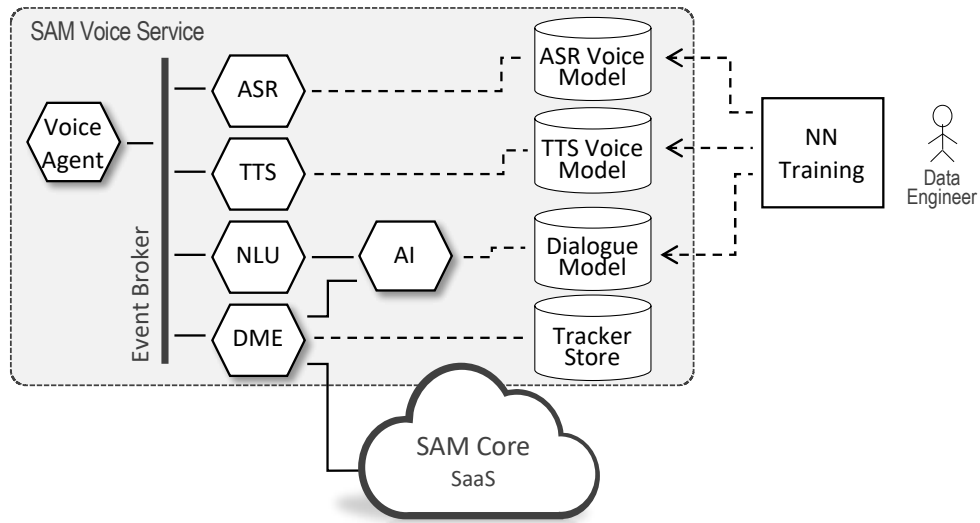 SAM Voice Service
Voice
Agent
Event Broker
ASR
TTS
NLU
DME
AI
ASR Voice
Model
TTS Voice
Model
Dialogue
Model
Tracker
Store
NN
Training
Data
Engineer
SAM Core
SaaS